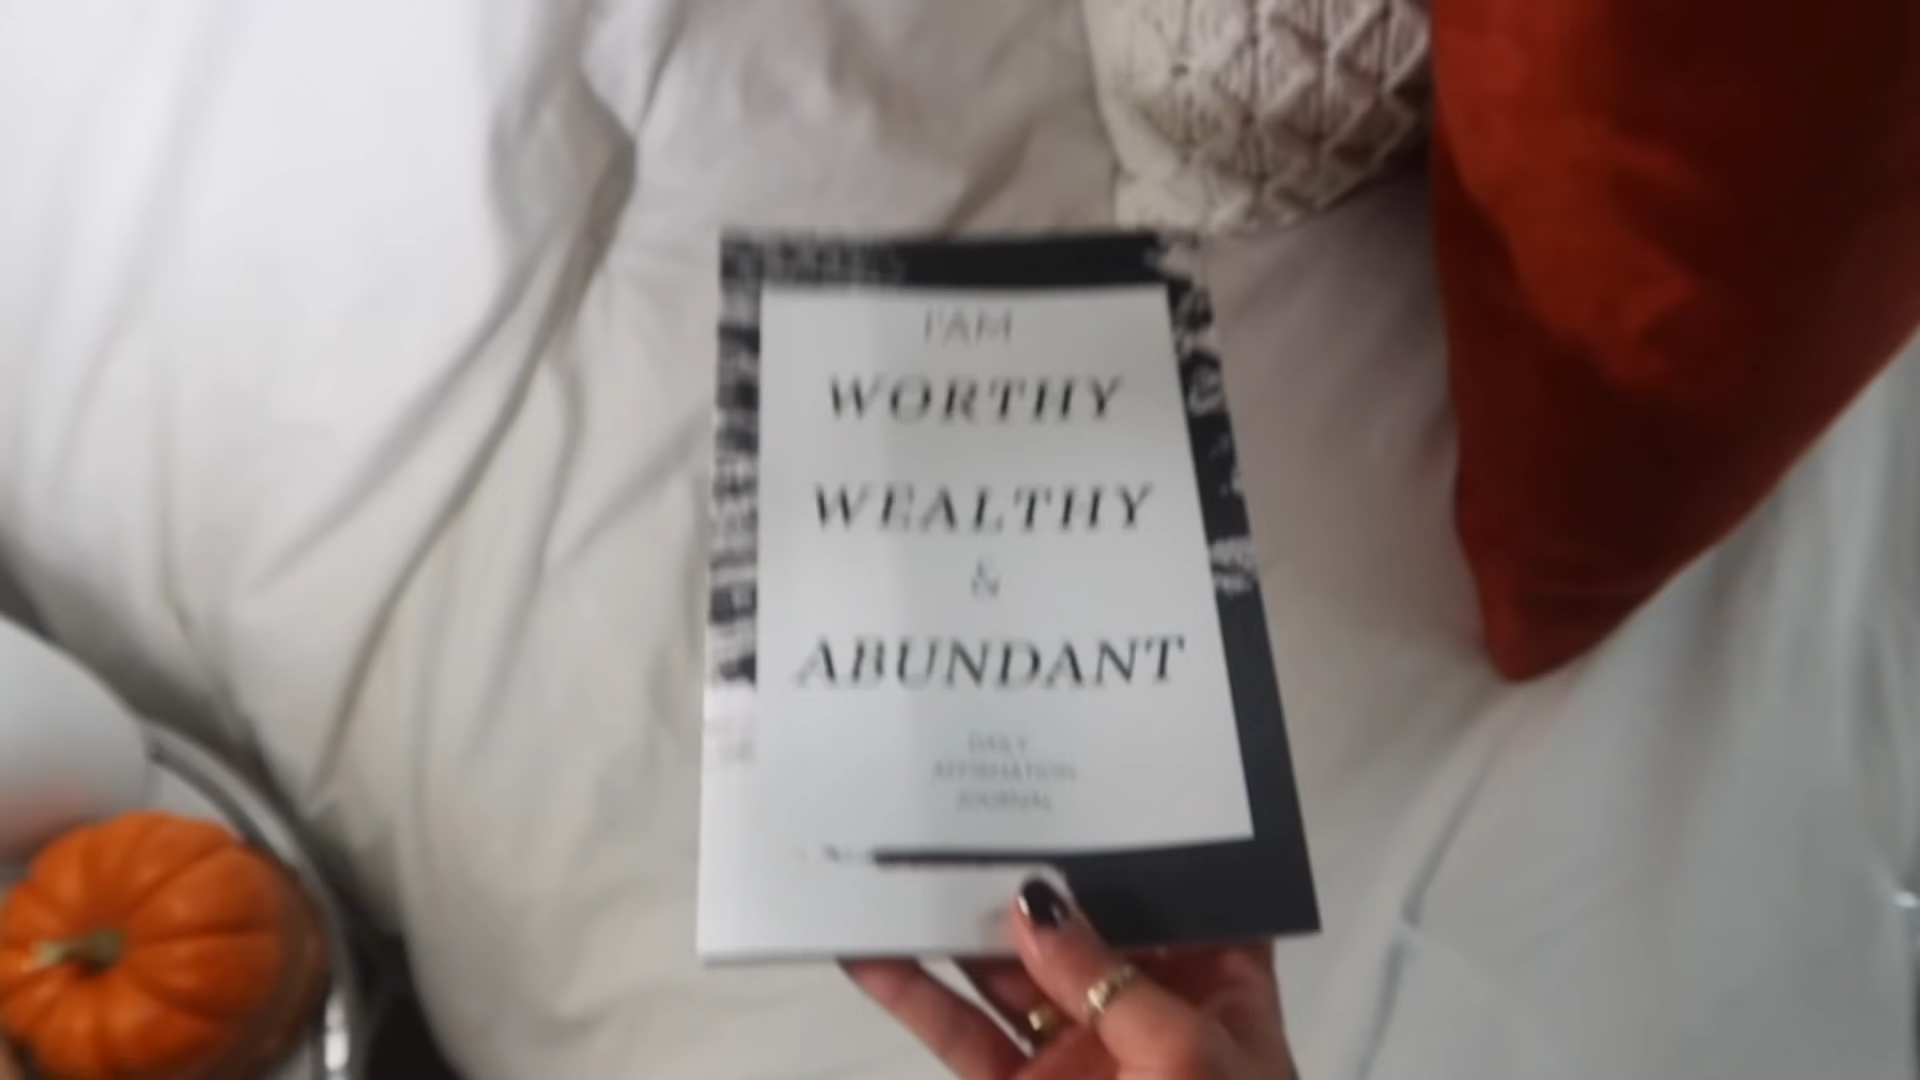 I AM
WORTHY
WEALTHY
&
ABUNDANT
DAILY
AFFIRMATION
JOURNAL